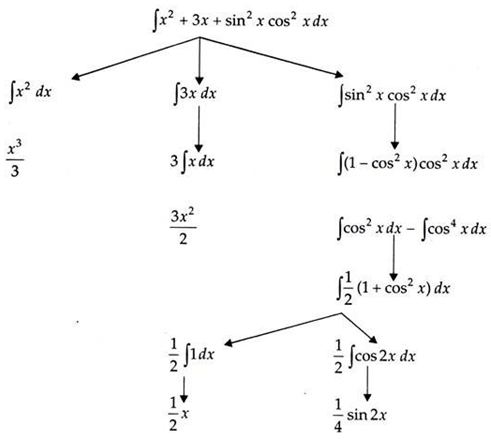 ∫x² + 3x + sin² x cos² x dx
∫x² dx ∫3x dx ∫sin² x cos² x dx
x³/3 3∫x dx ∫(1 – cos² x)cos² x dx
3x²/2 ∫cos² x dx – ∫cos⁴ x dx
∫1/2 (1 + cos² x) dx
1/2 ∫1dx 1/2 ∫cos 2x dx
1/2 x 1/4 sin 2x